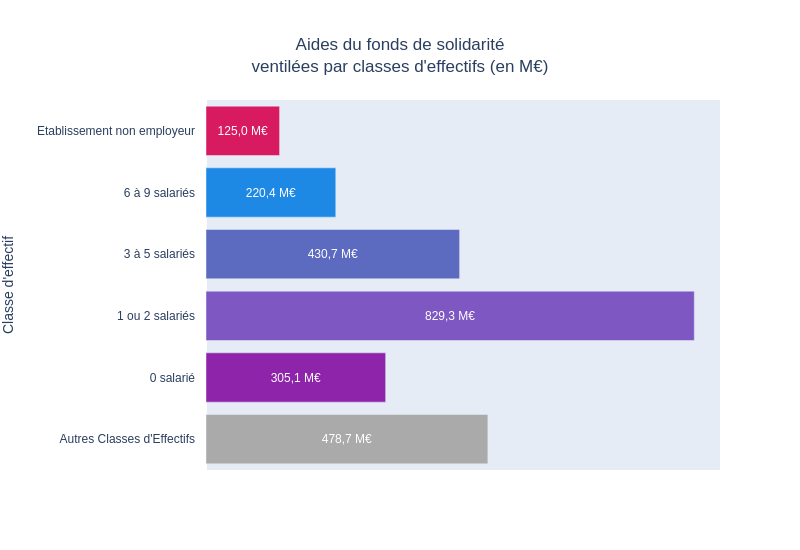 Aides du fonds de solidarité
ventilées par classes d'effectifs (en M€)
Classe d'effectif
Etablissement non employeur
125,0 M€
6 à 9 salariés
220,4 M€
3 à 5 salariés
430,7 M€
1 ou 2 salariés
829,3 M€
0 salarié
305,1 M€
Autres Classes d'Effectifs
478,7 M€